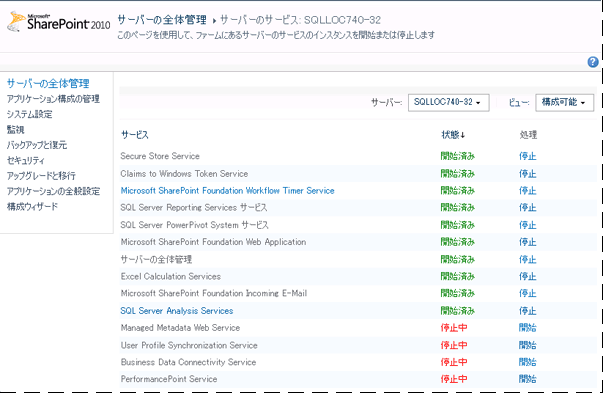 Microsoft
SharePoint 2010
サーバーの全体管理 ▸ サーバーのサービス: SQLLOC740-32
このページを使用して、ファームにあるサーバーのサービスのインスタンスを開始または停止します
サーバーの全体管理
アプリケーション構成の管理
システム設定
監視
バックアップと復元
セキュリティ
アップグレードと移行
アプリケーションの全般設定
構成ウィザード
サーバー: SQLLOC740-32 ビュー: 構成可能
サービス 状態↓ 処理
Secure Store Service 開始済み 停止
Claims to Windows Token Service 開始済み 停止
Microsoft SharePoint Foundation Workflow Timer Service 開始済み 停止
SQL Server Reporting Services サービス 開始済み 停止
SQL Server PowerPivot System サービス 開始済み 停止
Microsoft SharePoint Foundation Web Application 開始済み 停止
サーバーの全体管理 開始済み 停止
Excel Calculation Services 開始済み 停止
Microsoft SharePoint Foundation Incoming E-Mail 開始済み 停止
SQL Server Analysis Services 開始済み 停止
Managed Metadata Web Service 停止中 開始
User Profile Synchronization Service 停止中 開始
Business Data Connectivity Service 停止中 開始
PerformancePoint Service 停止中 開始